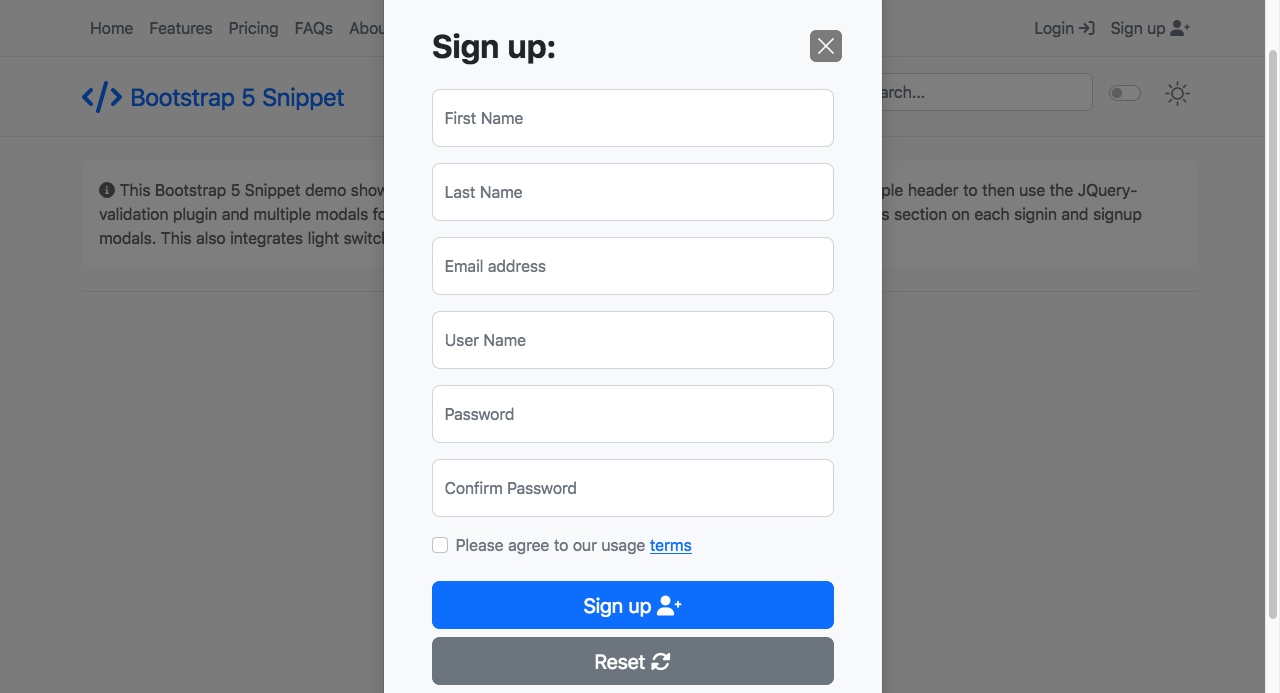 Home Features Pricing FAQs Abou
Login Sign up
Bootstrap 5 Snippet
arch...
This Bootstrap 5 Snippet demo show
ple header to then use the JQuery-
validation plugin and multiple modals fo
s section on each signin and signup
modals. This also integrates light switch
Sign up:
First Name
Last Name
Email address
User Name
Password
Confirm Password
Please agree to our usage terms
Sign up
Reset